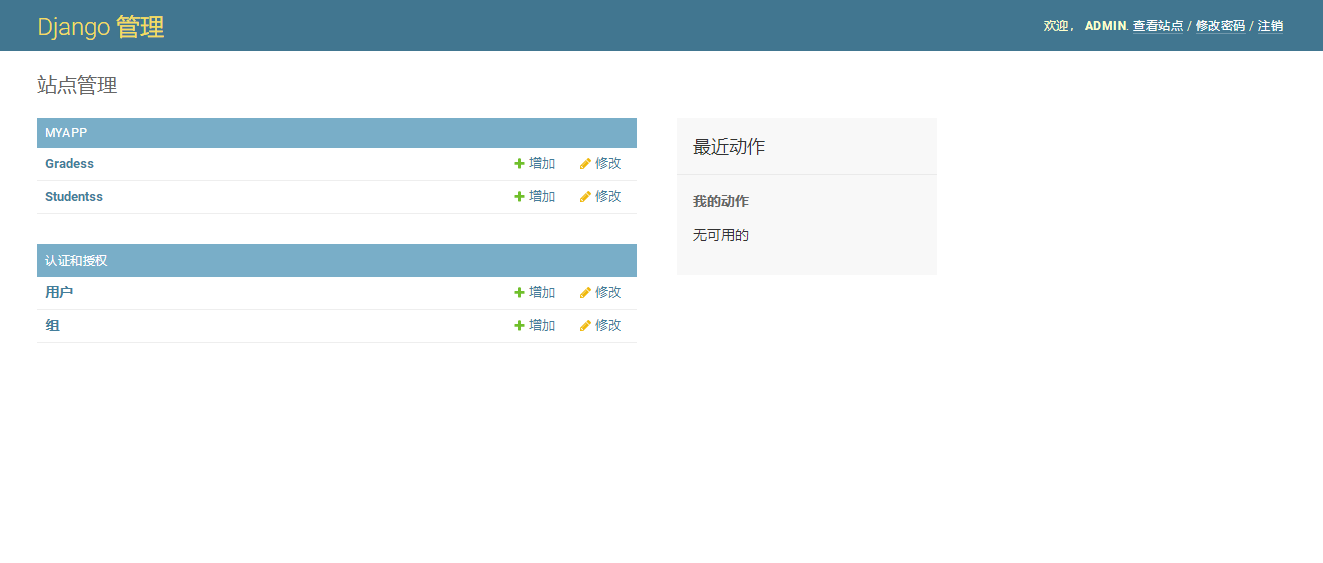 Django 管理
欢迎， ADMIN. 查看站点 / 修改密码 / 注销
站点管理
MYAPP
Gradess 增加 修改
Studentss 增加 修改
认证和授权
用户 增加 修改
组 增加 修改
最近动作
我的动作
无可用的